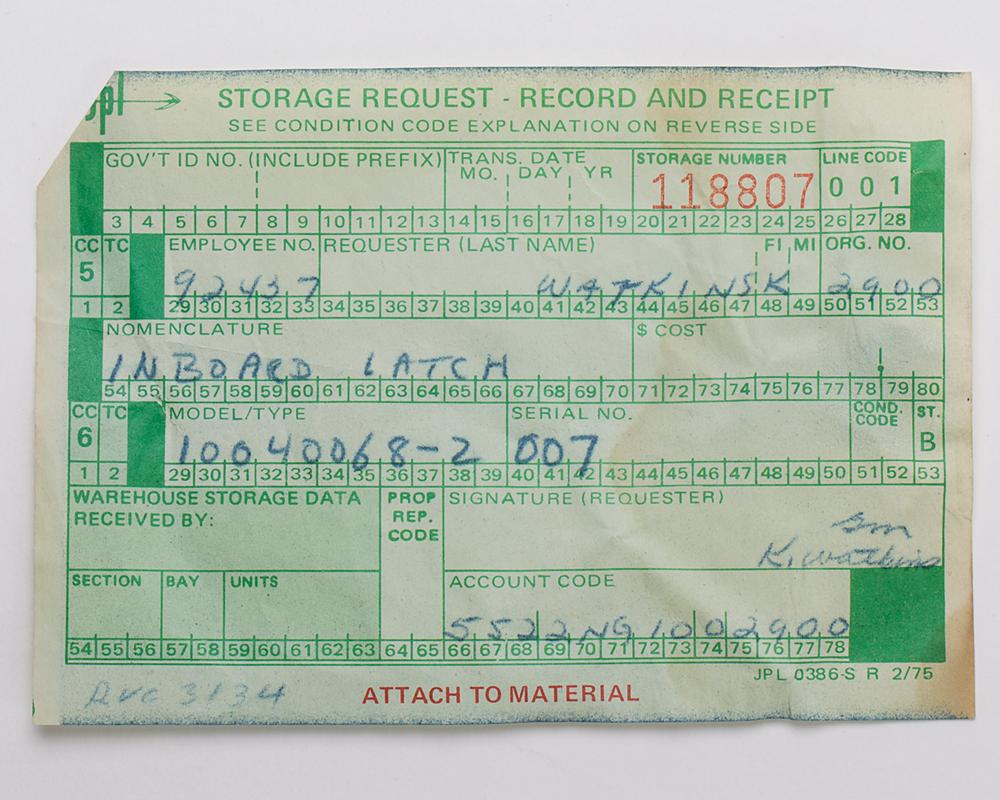 jpl
STORAGE REQUEST - RECORD AND RECEIPT
SEE CONDITION CODE EXPLANATION ON REVERSE SIDE
GOV'T ID NO. (INCLUDE PREFIX) TRANS. DATE STORAGE NUMBER LINE CODE
MO. DAY YR
118807 001
3 4 5 6 7 8 9 10 11 12 13 14 15 16 17 18 19 20 21 22 23 24 25 26 27 28
CC TC EMPLOYEE NO. REQUESTER (LAST NAME) FI MI ORG. NO.
5 92437 WATKINSK 2900
1 2 29 30 31 32 33 34 35 36 37 38 39 40 41 42 43 44 45 46 47 48 49 50 51 52 53
NOMENCLATURE $ COST
INBOARD LATCH
54 55 56 57 58 59 60 61 62 63 64 65 66 67 68 69 70 71 72 73 74 75 76 77 78 79 80
CC TC MODEL/TYPE SERIAL NO. COND. CODE ST.
6 10040068-2 007 B
1 2 29 30 31 32 33 34 35 36 37 38 39 40 41 42 43 44 45 46 47 48 49 50 51 52 53
WAREHOUSE STORAGE DATA PROP SIGNATURE (REQUESTER)
RECEIVED BY: REP.
CODE
K. Watkins
SECTION BAY UNITS ACCOUNT CODE
5522NG1002900
54 55 56 57 58 59 60 61 62 63 64 65 66 67 68 69 70 71 72 73 74 75 76 77 78
JPL 0386-S R 2/75
3134 ATTACH TO MATERIAL